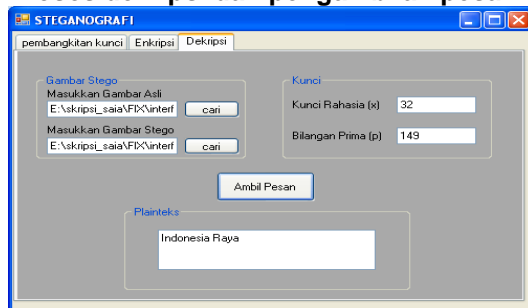 STEGANOGRAFI
pembangkitan kunci Enkripsi Dekripsi
Gambar Stego
Masukkan Gambar Asli
E:\skripsi_saia\FIX\interf cari
Masukkan Gambar Stego
E:\skripsi_saia\FIX\interf cari
Kunci
Kunci Rahasia (x) 32
Bilangan Prima (p) 149
Ambil Pesan
Plainteks
Indonesia Raya